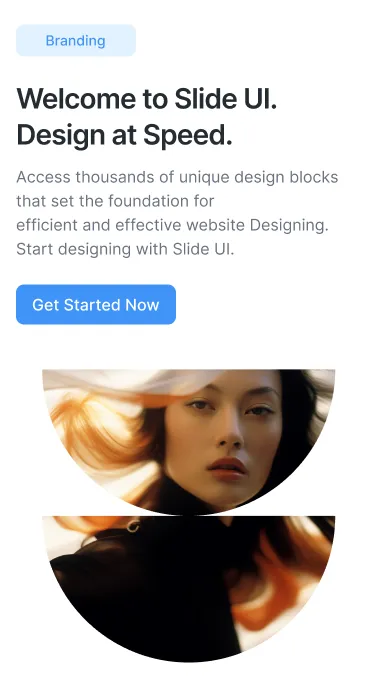 Branding
Welcome to Slide UI.
Design at Speed.
Access thousands of unique design blocks
that set the foundation for
efficient and effective website Designing.
Start designing with Slide UI.
Get Started Now